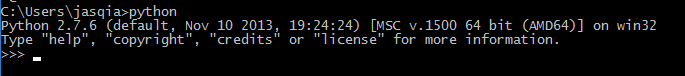 C:\Users\jasqia>python
Python 2.7.6 (default, Nov 10 2013, 19:24:24) [MSC v.1500 64 bit (AMD64)] on win32
Type "help", "copyright", "credits" or "license" for more information.
>>>